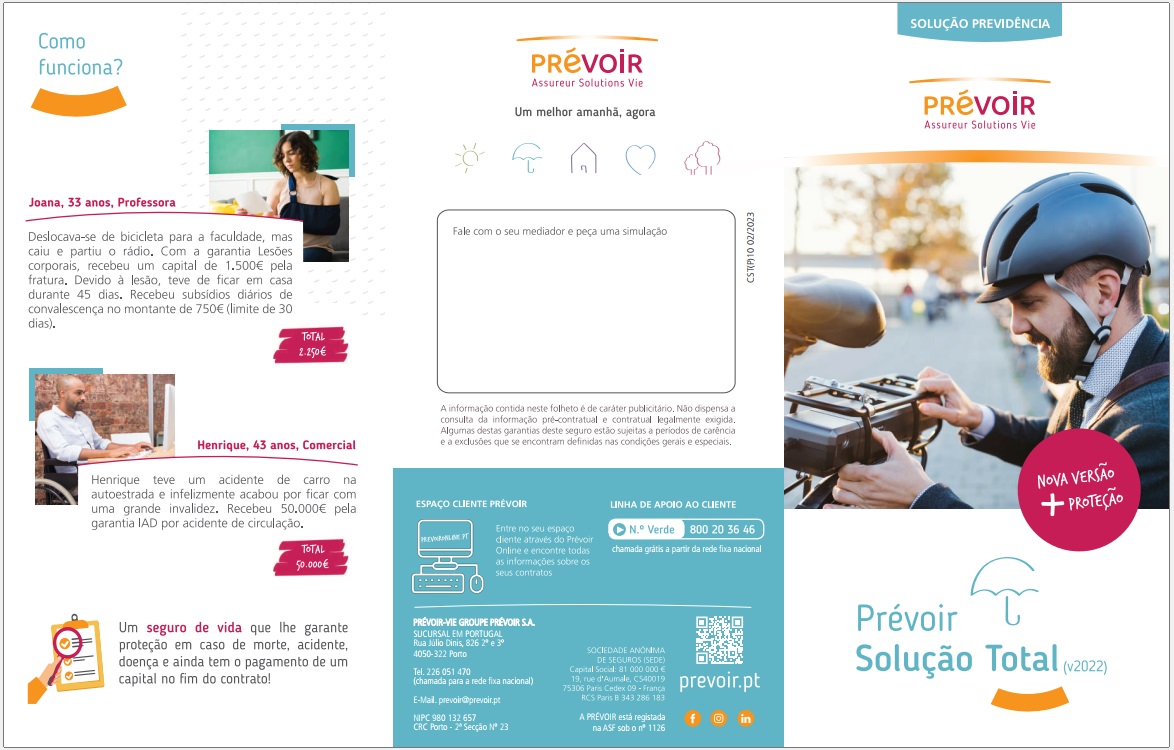 Como
funciona?
Joana, 33 anos, Professora
Deslocava-se de bicicleta para a faculdade, mas
caiu e partiu o rádio. Com a garantia Lesões
corporais, recebeu um capital de 1.500€ pela
fratura. Devido à lesão, teve de ficar em casa
durante 45 dias. Recebeu subsídios diários de
convalescença no montante de 750€ (limite de 30
dias).
TOTAL
2.250€
Henrique, 43 anos, Comercial
Henrique teve um acidente de carro na
autoestrada e infelizmente acabou por ficar com
uma grande invalidez. Recebeu 50.000€ pela
garantia IAD por acidente de circulação.
TOTAL
50.000€
Um seguro de vida que lhe garante
proteção em caso de morte, acidente,
doença e ainda tem o pagamento de um
capital no fim do contrato!
PRÉVOIR
Assureur Solutions Vie
Um melhor amanhã, agora
Fale com o seu mediador e peça uma simulação
CST(P)10 02/2023
A informação contida neste folheto é de caráter publicitário. Não dispensa a
consulta da informação pré-contratual e contratual legalmente exigida.
Algumas destas garantias deste seguro estão sujeitas a períodos de carência
e a exclusões que se encontram definidas nas condições gerais e especiais.
ESPAÇO CLIENTE PRÉVOIR
PREVOIRONLINE.PT
Entre no seu espaço
cliente através do Prévoir
Online e encontre todas
as informações sobre os
seus contratos
LINHA DE APOIO AO CLIENTE
N.º Verde 800 20 36 46
chamada grátis a partir da rede fixa nacional
PRÉVOIR-VIE GROUPE PRÉVOIR S.A.
SUCURSAL EM PORTUGAL
Rua Júlio Dinis, 826 2º e 3º
4050-322 Porto
Tel. 226 051 470
(chamada para a rede fixa nacional)
E-Mail. prevoir@prevoir.pt
NIPC 980 132 657
CRC Porto - 2ª Secção Nº 23
SOCIEDADE ANÓNIMA
DE SEGUROS (SEDE)
Capital Social: 81 000 000 €
19, rue d'Aumale, CS40019
75306 Paris Cedex 09 - França
RCS Paris B 343 286 183
A PRÉVOIR está registada
na ASF sob o nº 1126
prevoir.pt
SOLUÇÃO PREVIDÊNCIA
PRÉVOIR
Assureur Solutions Vie
NOVA VERSÃO
+ PROTEÇÃO
Prévoir
Solução Total (v2022)